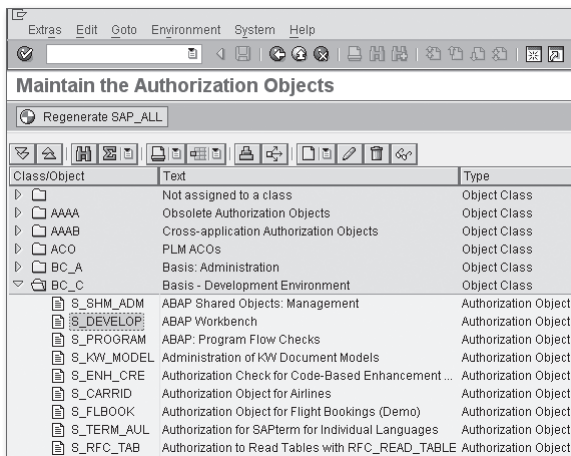 Extras Edit Goto Environment System Help
Maintain the Authorization Objects
Regenerate SAP_ALL
Class/Object Text Type
Not assigned to a class Object Class
AAAA Obsolete Authorization Objects Object Class
AAAB Cross-application Authorization Objects Object Class
ACO PLM ACOs Object Class
BC_A Basis: Administration Object Class
BC_C Basis - Development Environment Object Class
S_SHM_ADM ABAP Shared Objects: Management Authorization Object
S_DEVELOP ABAP Workbench Authorization Object
S_PROGRAM ABAP: Program Flow Checks Authorization Object
S_KW_MODEL Administration of KW Document Models Authorization Object
S_ENH_CRE Authorization Check for Code-Based Enhancement ... Authorization Object
S_CARRID Authorization Object for Airlines Authorization Object
S_FLBOOK Authorization Object for Flight Bookings (Demo) Authorization Object
S_TERM_AUL Authorization for SAPterm for Individual Languages Authorization Object
S_RFC_TAB Authorization to Read Tables with RFC_READ_TABLE Authorization Object